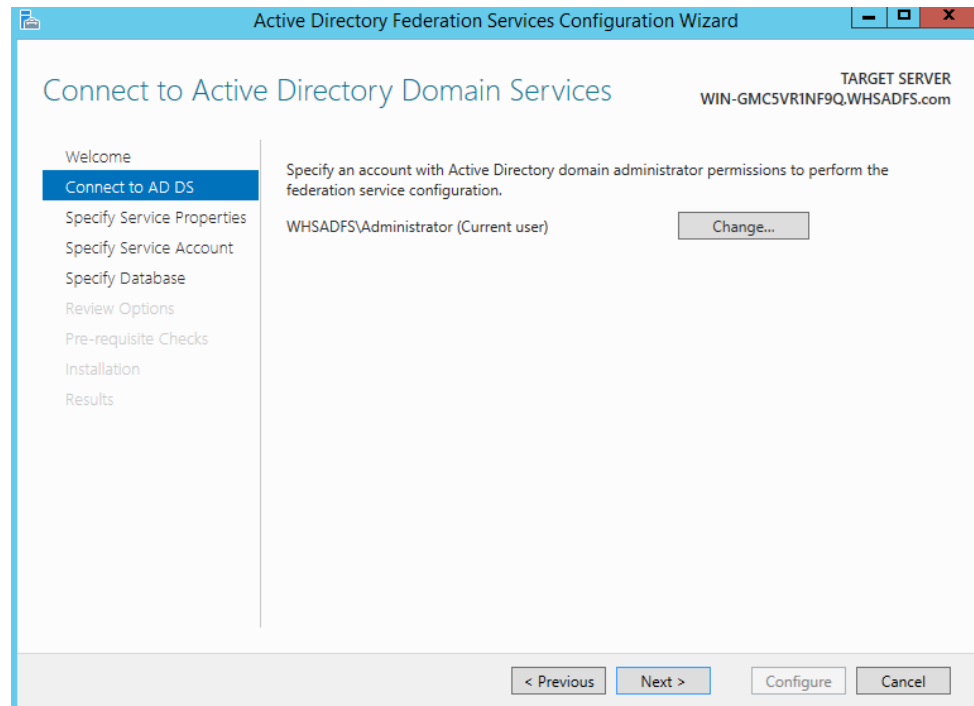 Active Directory Federation Services Configuration Wizard
Connect to Active Directory Domain Services
TARGET SERVER
WIN-GMC5VR1NF9Q.WHSADFS.com
Welcome
Connect to AD DS
Specify Service Properties
Specify Service Account
Specify Database
Review Options
Pre-requisite Checks
Installation
Results
Specify an account with Active Directory domain administrator permissions to perform the
federation service configuration.
WHSADFS\Administrator (Current user)
Change...
< Previous
Next >
Configure
Cancel